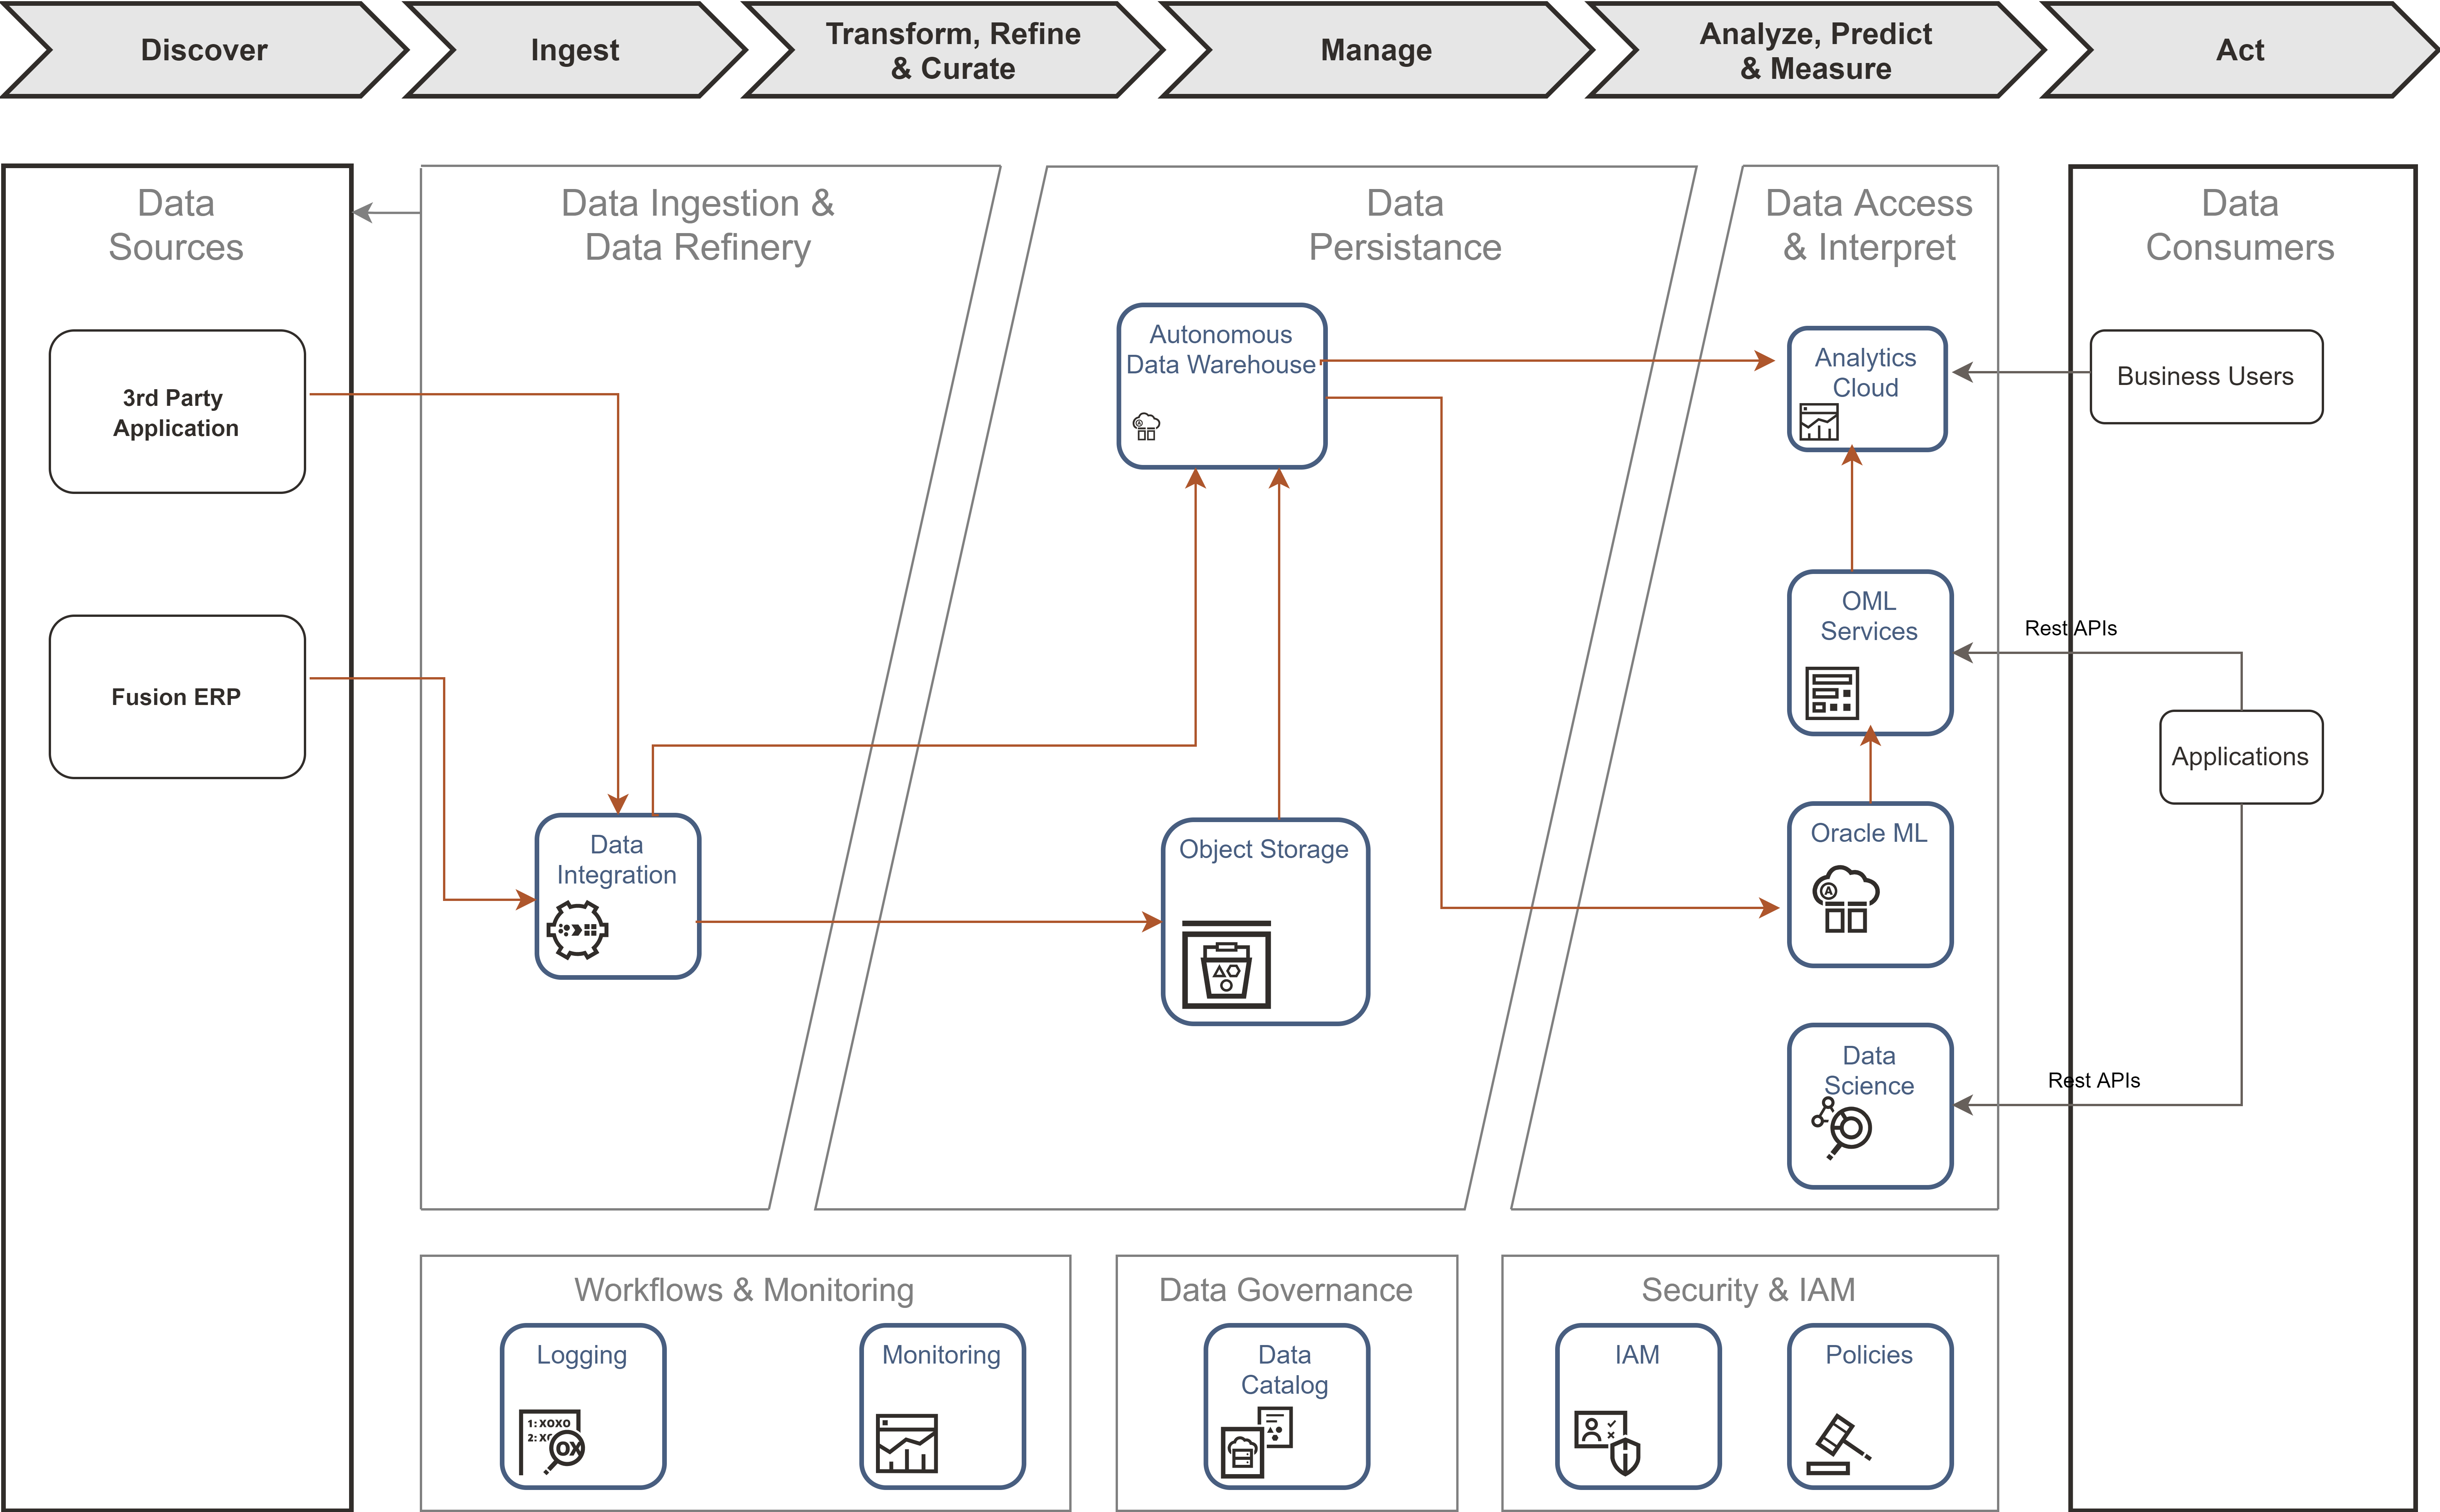 Discover
Ingest
Transform, Refine
& Curate
Manage
Analyze, Predict
& Measure
Act
Data
Sources
Data Ingestion &
Data Refinery
Data
Persistance
Data Access
& Interpret
Data
Consumers
3rd Party
Application
Autonomous
Data Warehouse
A
Analytics
Cloud
Business Users
Fusion ERP
OML
Services
Rest APIs
Applications
Data
Integration
Object Storage
Oracle ML
A
Data
Science
Rest APIs
Workflows & Monitoring
Data Governance
Security & IAM
Logging
1: XOXO
2: XC
OX
Monitoring
Data
Catalog
IAM
Policies